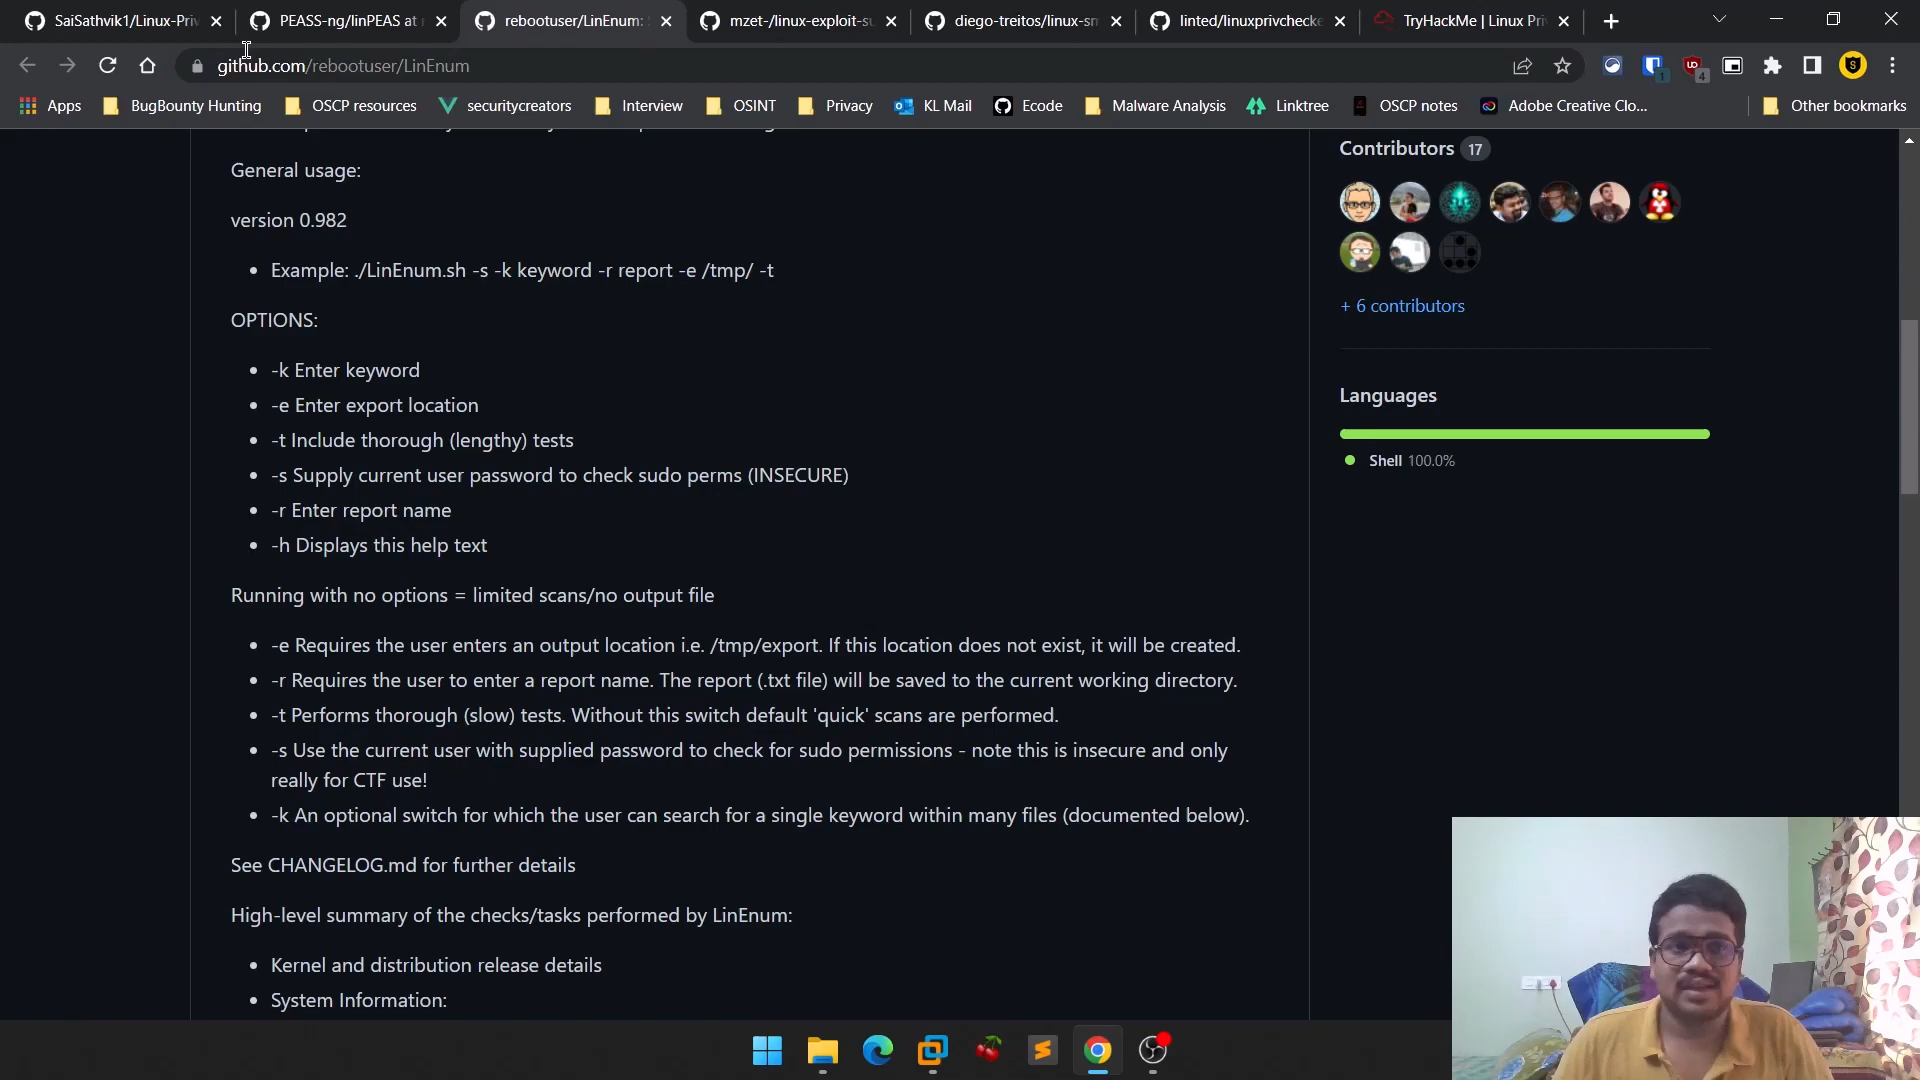 SaiSathvik1/Linux-Priv
PEASS-ng/linPEAS at
rebootuser/LinEnum:
mzet-/linux-exploit-su
diego-treitos/linux-sm
linted/linuxprivchecke
TryHackMe | Linux Pri
github.com/rebootuser/LinEnum
1
4
S
Apps
BugBounty Hunting
OSCP resources
securitycreators
Interview
OSINT
Privacy
KL Mail
Ecode
Malware Analysis
Linktree
OSCP notes
Adobe Creative Clo...
Other bookmarks
General usage:
version 0.982
• Example: ./LinEnum.sh -s -k keyword -r report -e /tmp/ -t
OPTIONS:
• -k Enter keyword
• -e Enter export location
• -t Include thorough (lengthy) tests
• -s Supply current user password to check sudo perms (INSECURE)
• -r Enter report name
• -h Displays this help text
Running with no options = limited scans/no output file
• -e Requires the user enters an output location i.e. /tmp/export. If this location does not exist, it will be created.
• -r Requires the user to enter a report name. The report (.txt file) will be saved to the current working directory.
• -t Performs thorough (slow) tests. Without this switch default 'quick' scans are performed.
• -s Use the current user with supplied password to check for sudo permissions - note this is insecure and only
really for CTF use!
• -k An optional switch for which the user can search for a single keyword within many files (documented below).
See CHANGELOG.md for further details
High-level summary of the checks/tasks performed by LinEnum:
• Kernel and distribution release details
• System Information:
Contributors 17
+ 6 contributors
Languages
Shell 100.0%